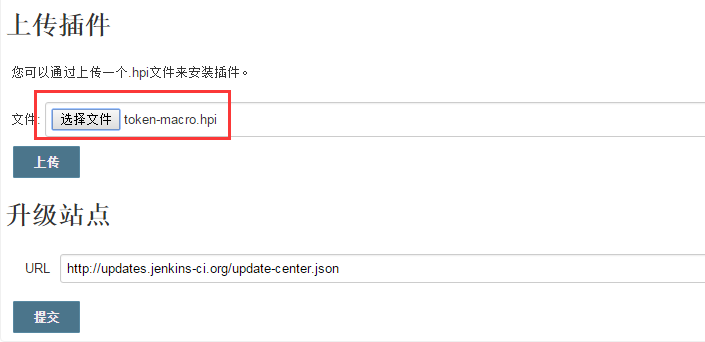 上传插件
您可以通过上传一个.hpi文件来安装插件。
文件: 选择文件 token-macro.hpi
上传
升级站点
URL http://updates.jenkins-ci.org/update-center.json
提交